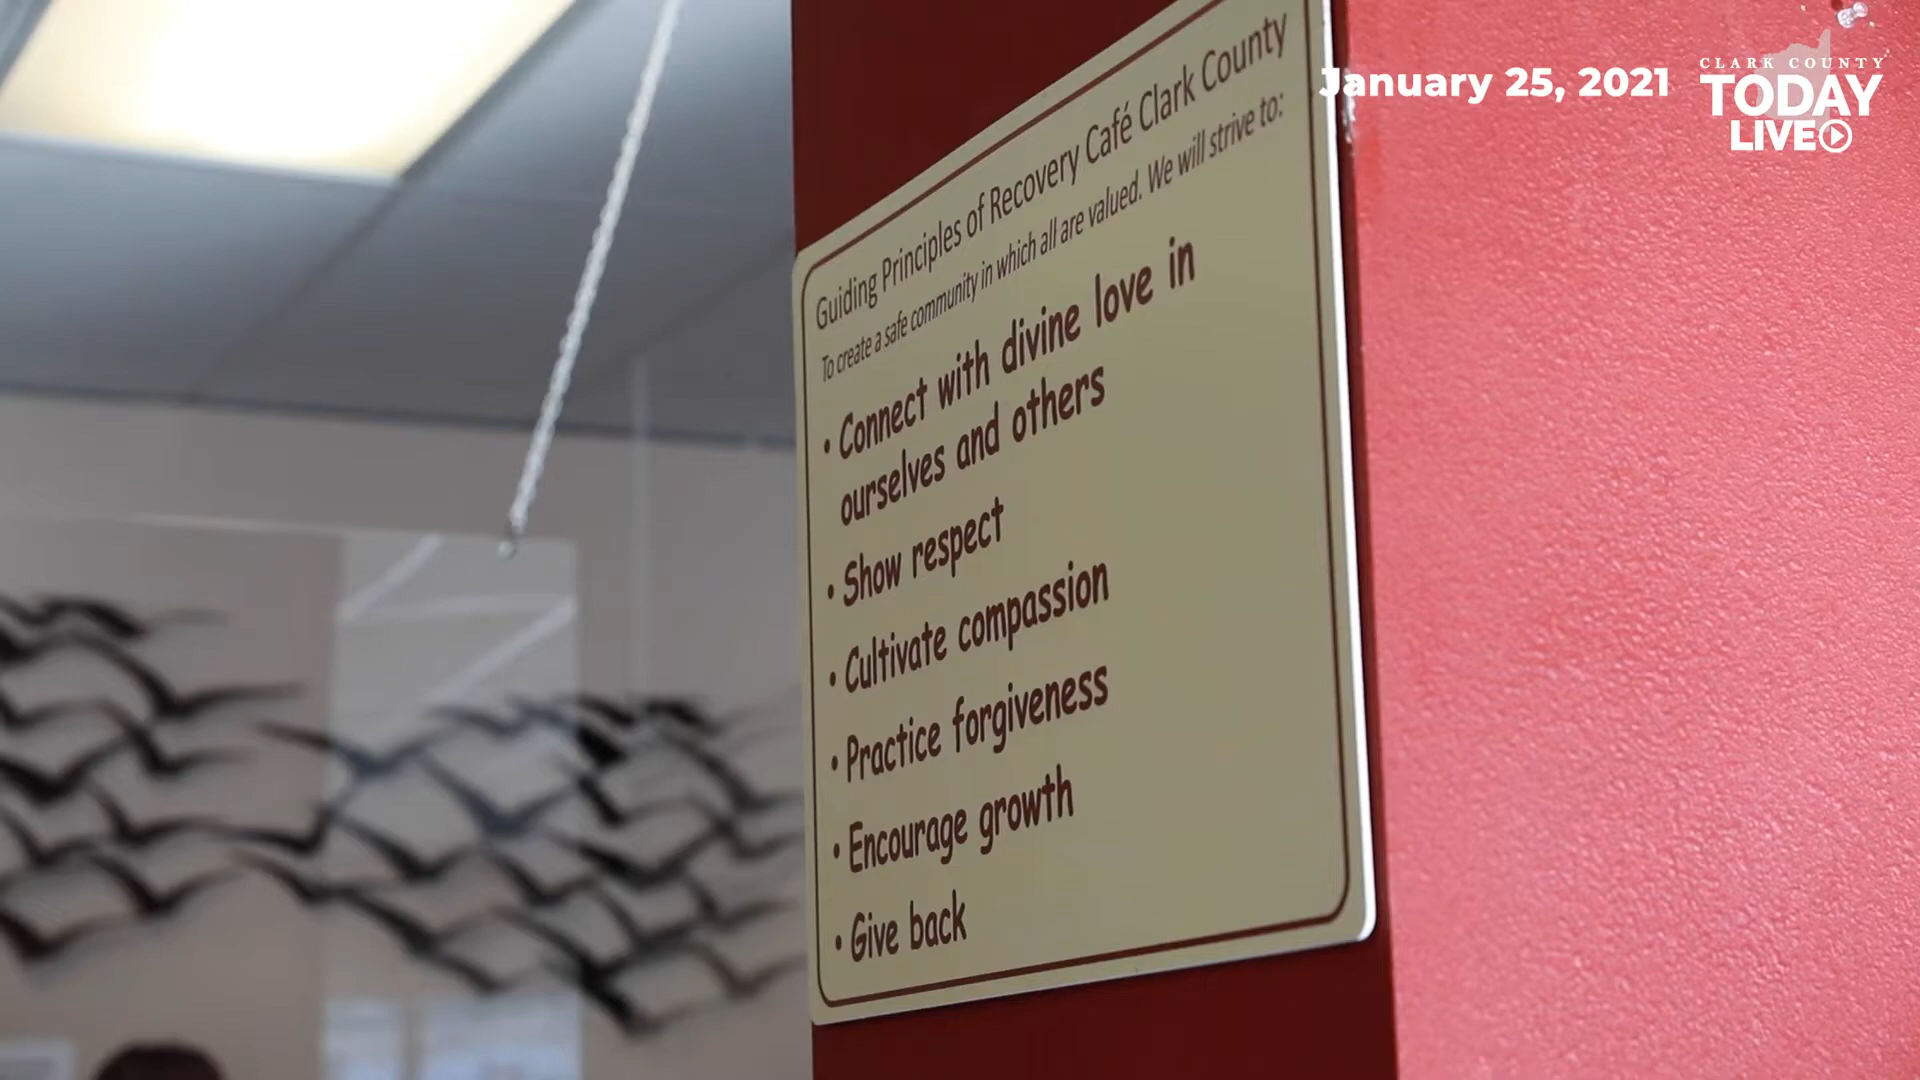 January 25, 2021
CLARK COUNTY
TODAY
LIVE
Guiding Principles of Recovery Café Clark County
To create a safe community in which all are valued. We will strive to:
• Connect with divine love in
ourselves and others
• Show respect
• Cultivate compassion
• Practice forgiveness
• Encourage growth
• Give back